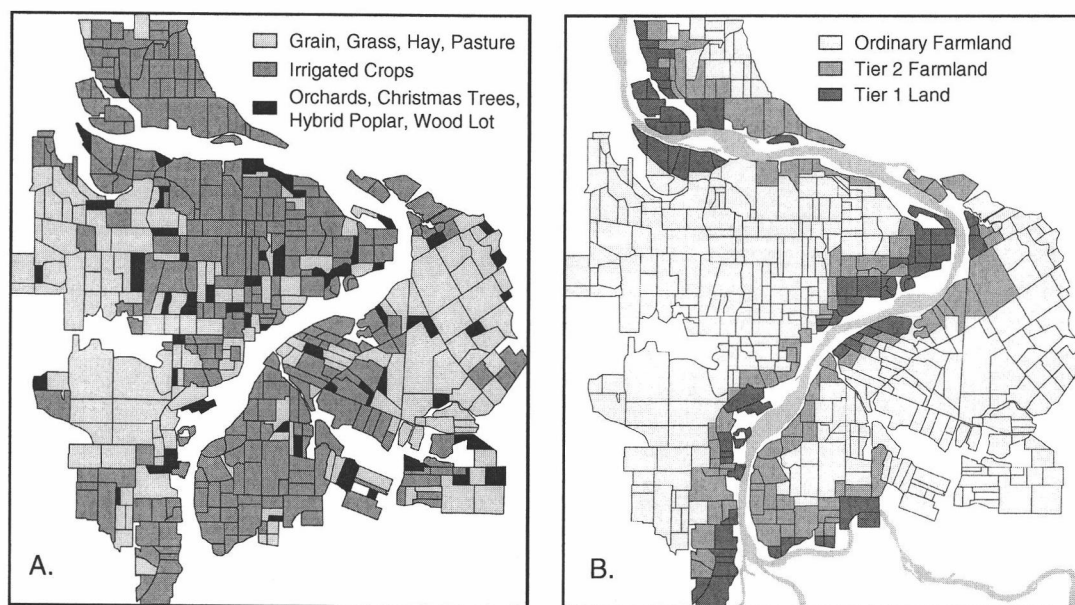 Grain, Grass, Hay, Pasture
Irrigated Crops
Orchards, Christmas Trees,
Hybrid Poplar, Wood Lot
A.
Ordinary Farmland
Tier 2 Farmland
Tier 1 Land
B.